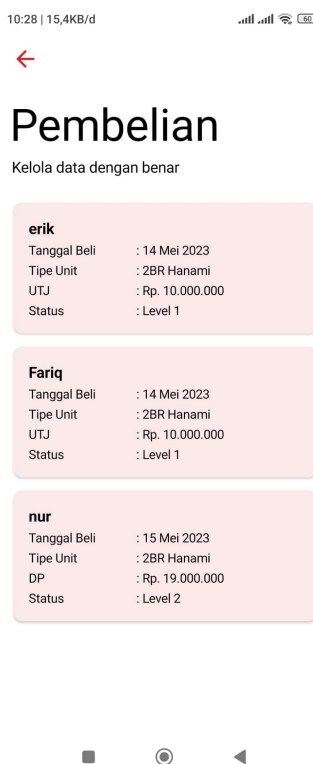 10:28 | 15,4KB/d
60
Pembelian
Kelola data dengan benar
erik
Tanggal Beli : 14 Mei 2023
Tipe Unit : 2BR Hanami
UTJ : Rp. 10.000.000
Status : Level 1
Fariq
Tanggal Beli : 14 Mei 2023
Tipe Unit : 2BR Hanami
UTJ : Rp. 10.000.000
Status : Level 1
nur
Tanggal Beli : 15 Mei 2023
Tipe Unit : 2BR Hanami
DP : Rp. 19.000.000
Status : Level 2